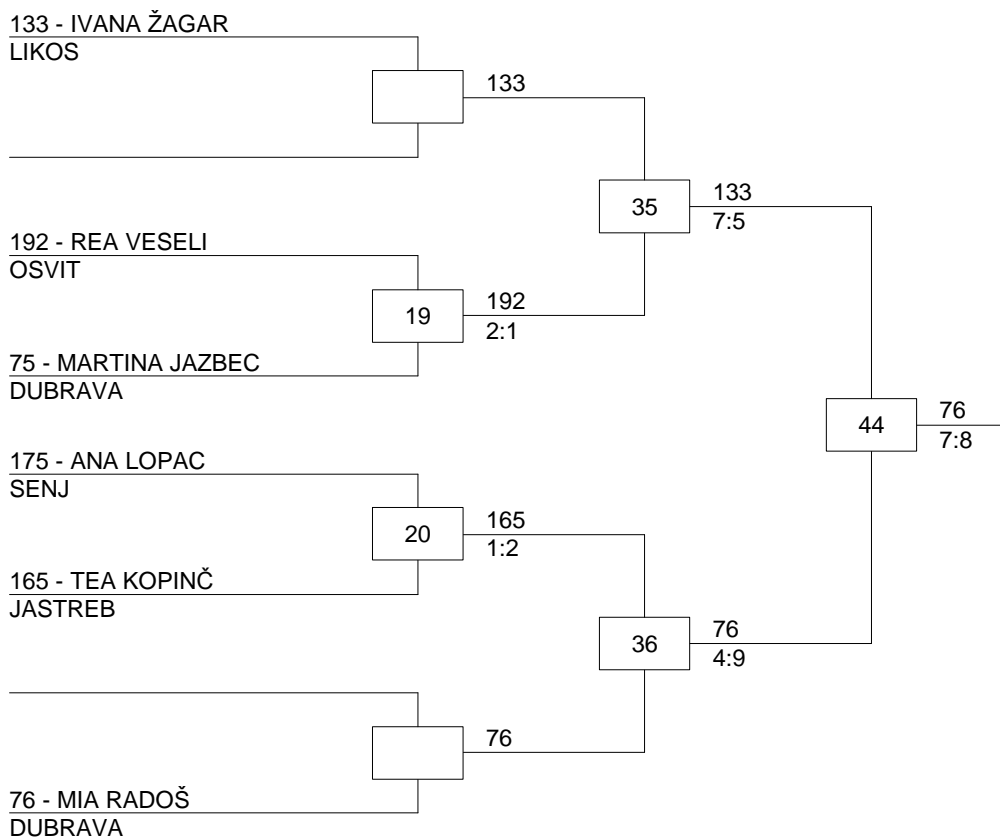 133 - IVANA ŽAGAR
LIKOS
133
35
133
7:5
192 - REA VESELI
OSVIT
19
192
2:1
75 - MARTINA JAZBEC
DUBRAVA
44
76
7:8
175 - ANA LOPAC
SENJ
20
165
1:2
165 - TEA KOPINČ
JASTREB
36
76
4:9
76
76 - MIA RADOŠ
DUBRAVA